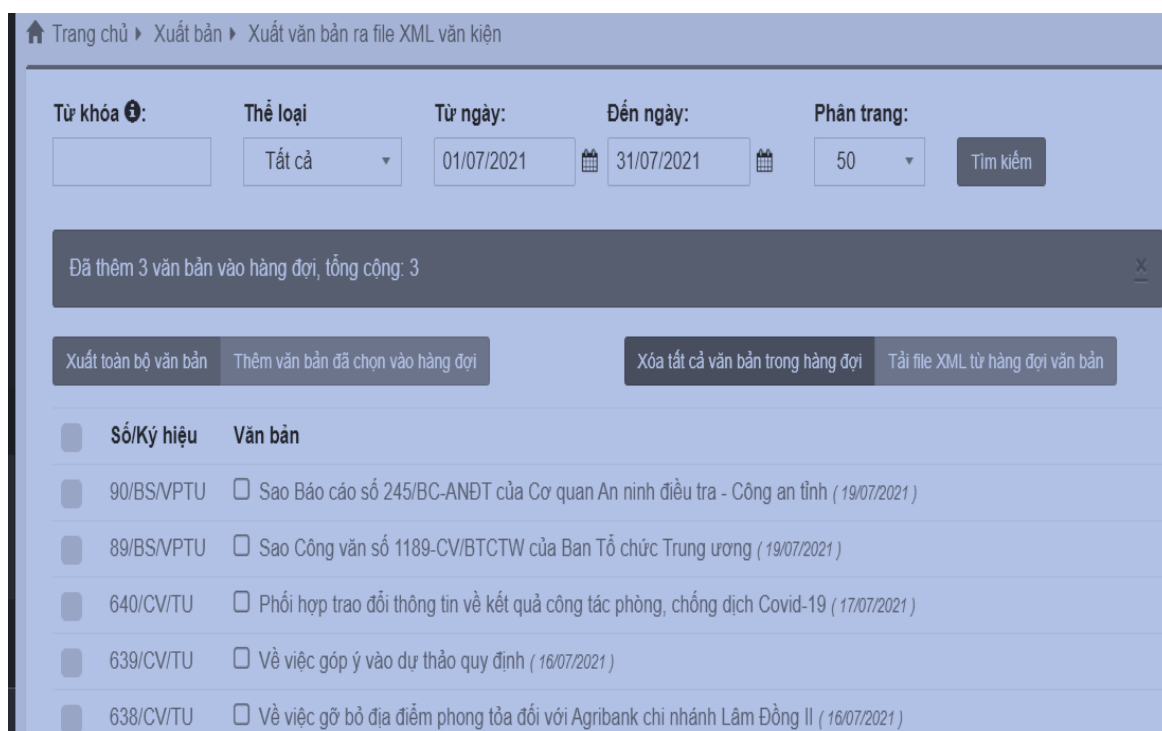 Trang chủ Xuất bản Xuất văn bản ra file XML văn kiện
Từ khóa : Thể loại Từ ngày: Đến ngày: Phân trang:
Tất cả 01/07/2021 31/07/2021 50 Tìm kiếm
Đã thêm 3 văn bản vào hàng đợi, tổng cộng: 3 x
Xuất toàn bộ văn bản Thêm văn bản đã chọn vào hàng đợi Xóa tất cả văn bản trong hàng đợi Tải file XML từ hàng đợi văn bản
Số/Ký hiệu Văn bản
90/BS/VPTU Sao Báo cáo số 245/BC-ANĐT của Cơ quan An ninh điều tra - Công an tỉnh ( 19/07/2021 )
89/BS/VPTU Sao Công văn số 1189-CV/BTCTW của Ban Tổ chức Trung ương ( 19/07/2021 )
640/CV/TU Phối hợp trao đổi thông tin về kết quả công tác phòng, chống dịch Covid-19 ( 17/07/2021 )
639/CV/TU Về việc góp ý vào dự thảo quy định ( 16/07/2021 )
638/CV/TU Về việc gỡ bỏ địa điểm phong tỏa đối với Agribank chi nhánh Lâm Đồng II ( 16/07/2021 )